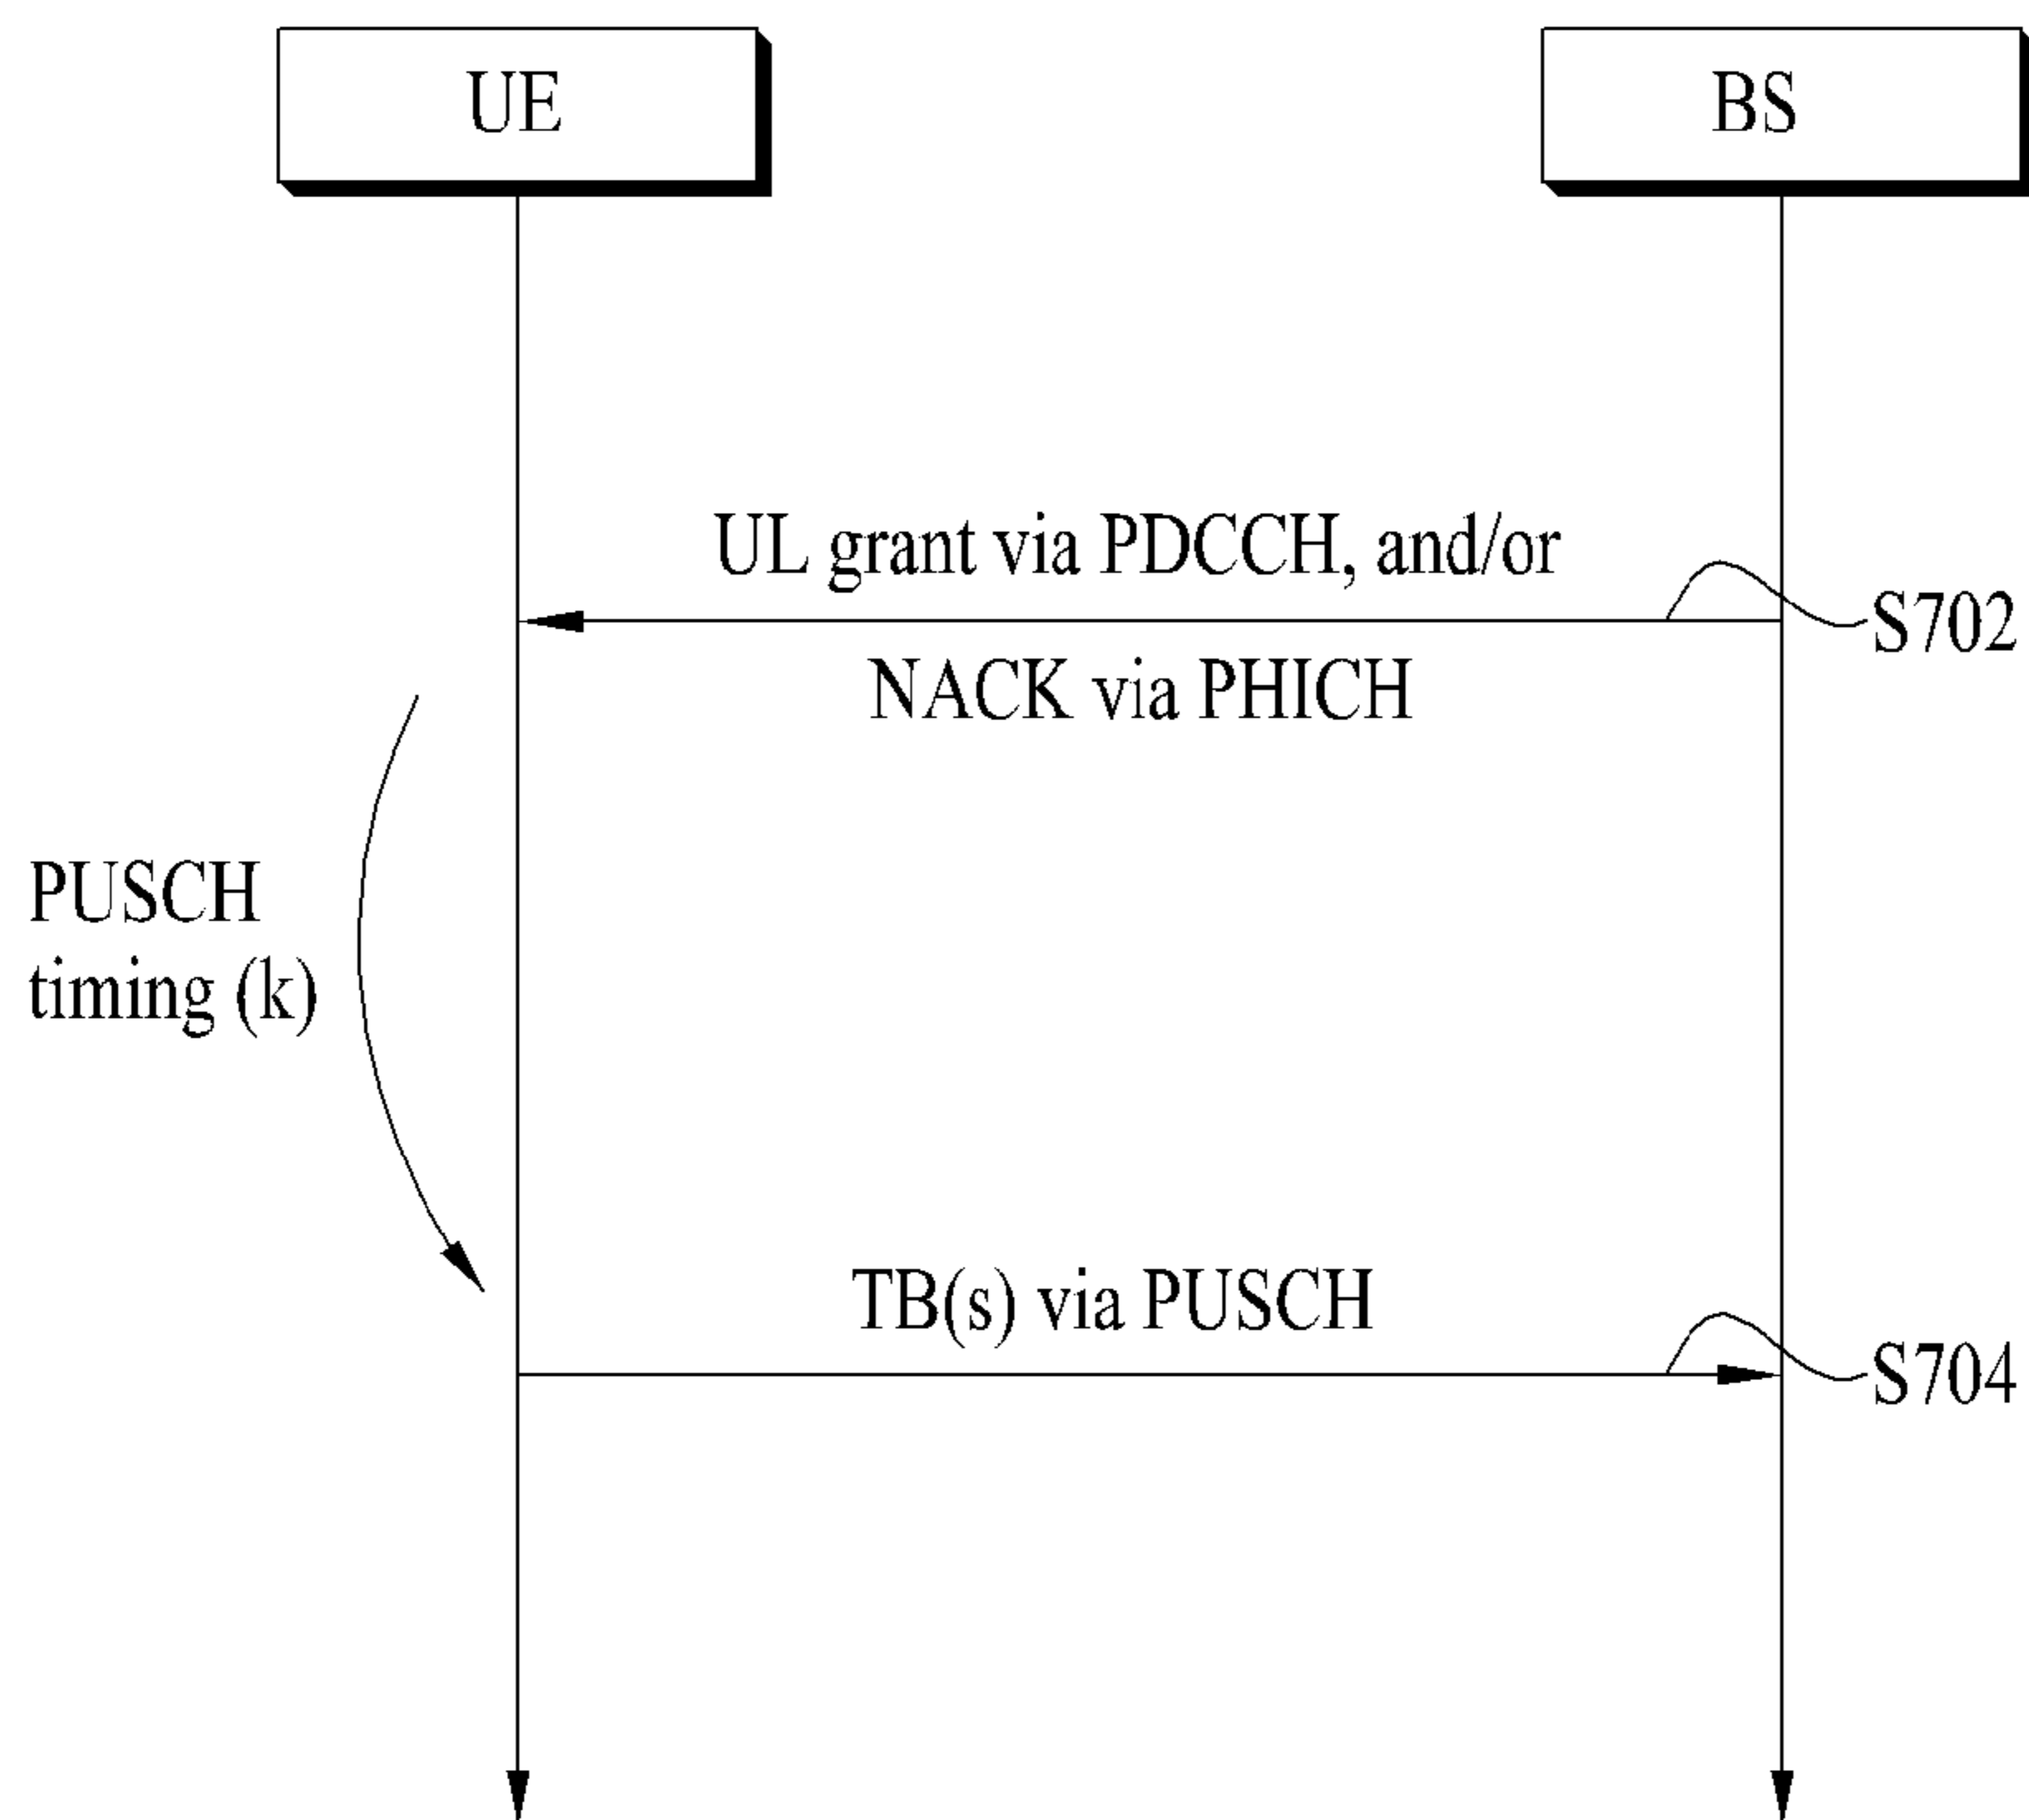 UE
BS
UL grant via PDCCH, and/or
S702
NACK via PHICH
PUSCH
timing (k)
TB(s) via PUSCH
S704